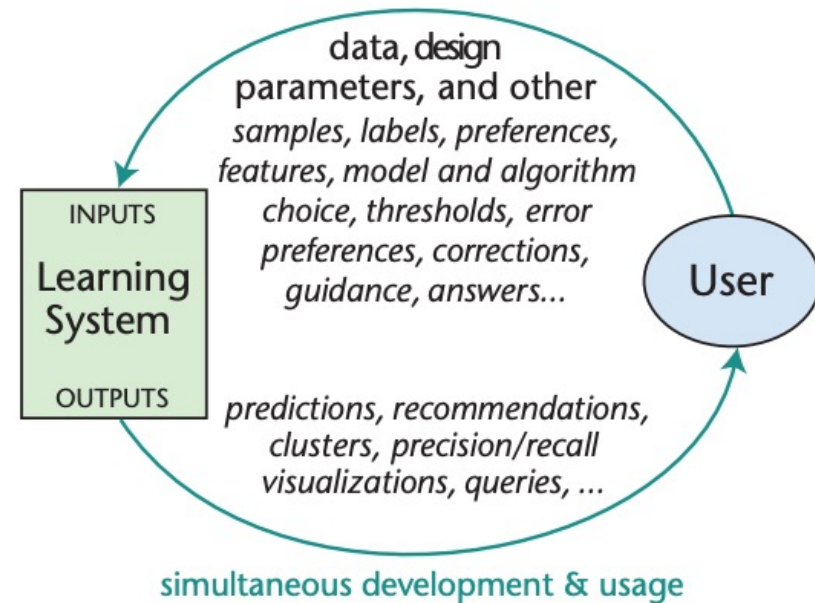 data, design
parameters, and other
samples, labels, preferences,
features, model and algorithm
choice, thresholds, error
preferences, corrections,
guidance, answers...
INPUTS
Learning
System
OUTPUTS
User
predictions, recommendations,
clusters, precision/recall
visualizations, queries, ...
simultaneous development & usage